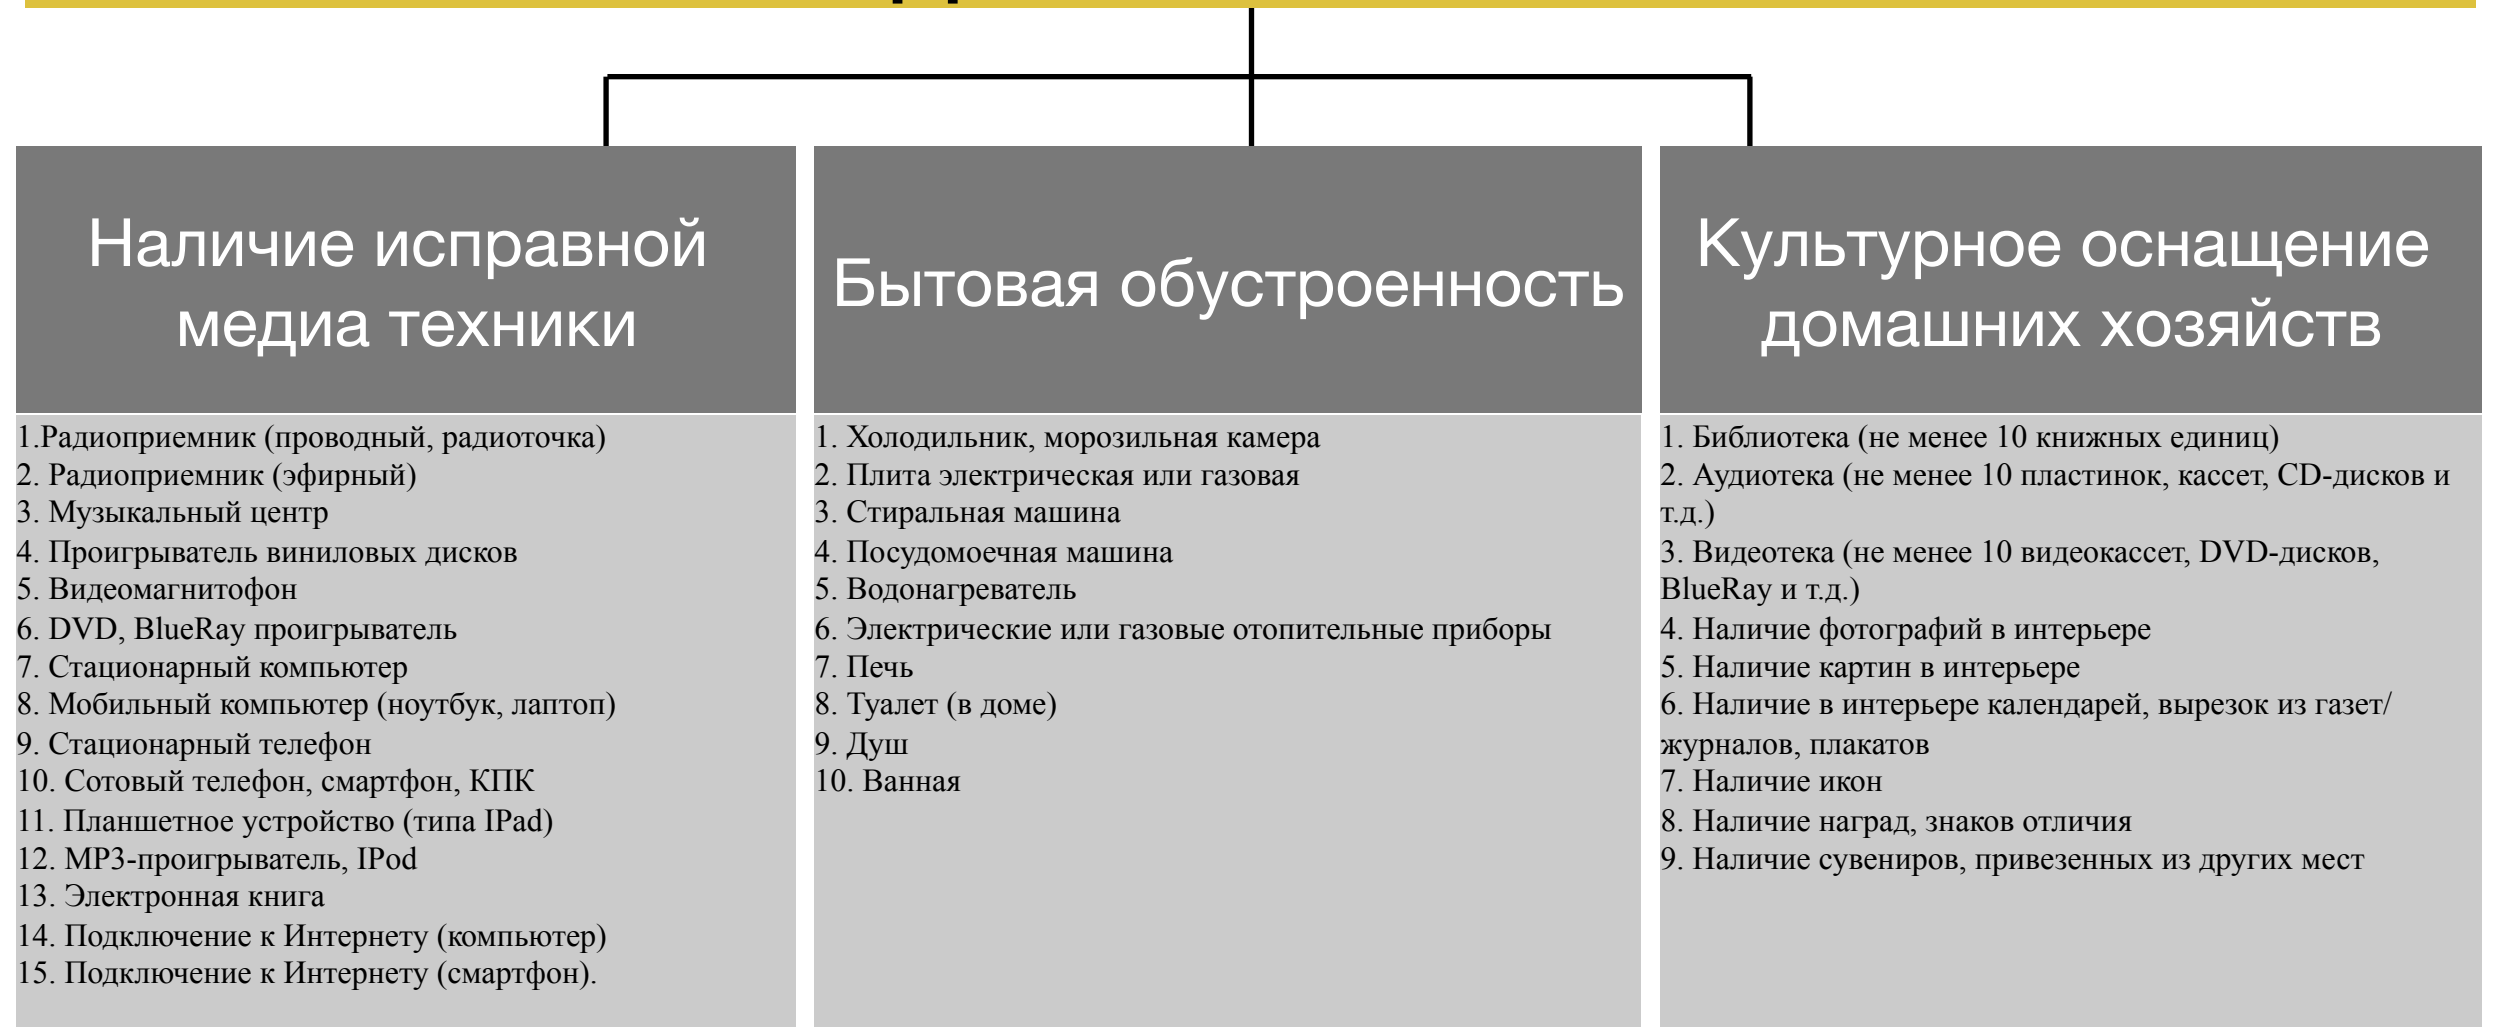 Наличие исправной
медиа техники
1.Радиоприемник (проводный, радиоточка)
2. Радиоприемник (эфирный)
3. Музыкальный центр
4. Проигрыватель виниловых дисков
5. Видеомагнитофон
6. DVD, BlueRay проигрыватель
7. Стационарный компьютер
8. Мобильный компьютер (ноутбук, лаптоп)
9. Стационарный телефон
10. Сотовый телефон, смартфон, КПК
11. Планшетное устройство (типа IPad)
12. MP3-проигрыватель, IPod
13. Электронная книга
14. Подключение к Интернету (компьютер)
15. Подключение к Интернету (смартфон).
Бытовая обустроенность
1. Холодильник, морозильная камера
2. Плита электрическая или газовая
3. Стиральная машина
4. Посудомоечная машина
5. Водонагреватель
6. Электрические или газовые отопительные приборы
7. Печь
8. Туалет (в доме)
9. Душ
10. Ванная
Культурное оснащение
домашних хозяйств
1. Библиотека (не менее 10 книжных единиц)
2. Аудиотека (не менее 10 пластинок, кассет, CD-дисков и
т.д.)
3. Видеотека (не менее 10 видеокассет, DVD-дисков,
BlueRay и т.д.)
4. Наличие фотографий в интерьере
5. Наличие картин в интерьере
6. Наличие в интерьере календарей, вырезок из газет/
журналов, плакатов
7. Наличие икон
8. Наличие наград, знаков отличия
9. Наличие сувениров, привезенных из других мест